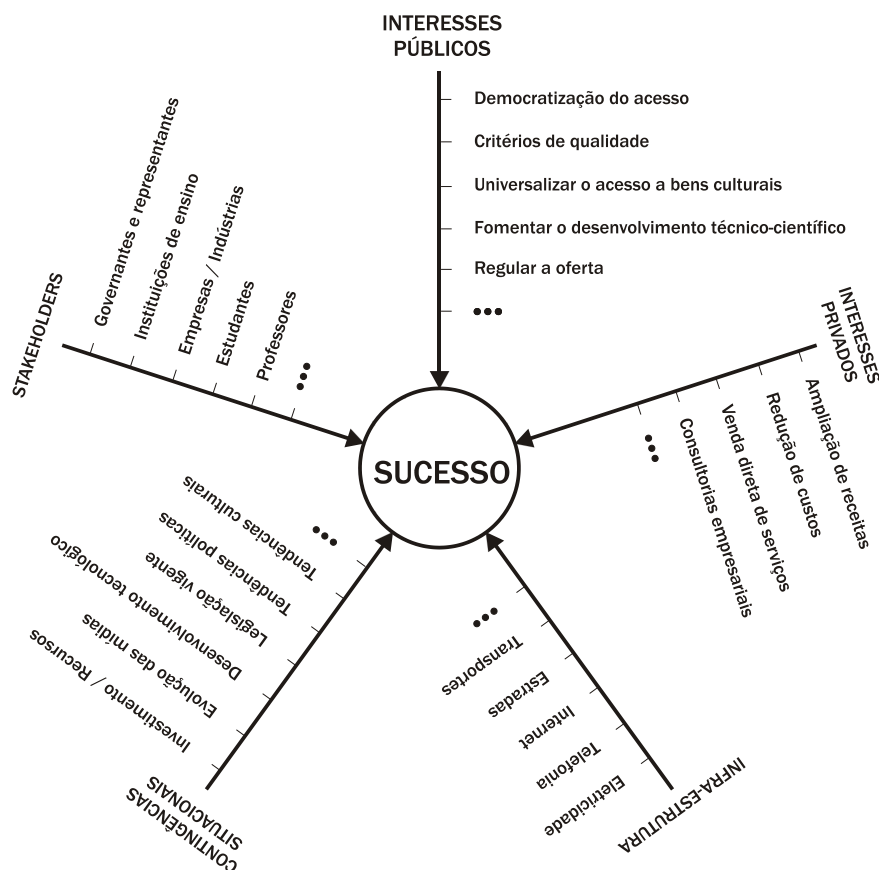 INTERESSES
PÚBLICOS
Democratização do acesso
Critérios de qualidade
Universalizar o acesso a bens culturais
Fomentar o desenvolvimento técnico-científico
Regular a oferta
•••
INTERESSES
PRIVADOS
Ampliação de receitas
Redução de custos
Venda direta de serviços
Consultorias empresariais
•••
INFRA-ESTRUTURA
Eletricidade
Telefonia
Internet
Estradas
Transportes
•••
CONTINGÊNCIAS
SITUACIONAIS
Investimento / Recursos
Evolução das mídias
Desenvolvimento tecnológico
Legislação vigente
Tendências políticas
Tendências culturais
•••
STAKEHOLDERS
Governantes e representantes
Instituições de ensino
Empresas / Indústrias
Estudantes
Professores
•••
SUCESSO